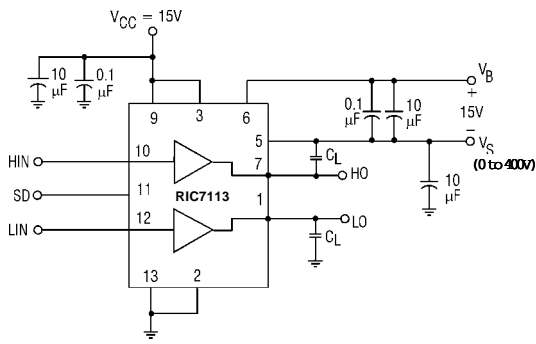 V_CC = 15V
10 μF
0.1 μF
9
3
6
0.1 μF
10 μF
V_B
+
15V
−
V_S
(0 to 400V)
5
C_L
7
HO
10 μF
HIN
10
SD
11
RIC7113
1
LIN
12
LO
C_L
13
2